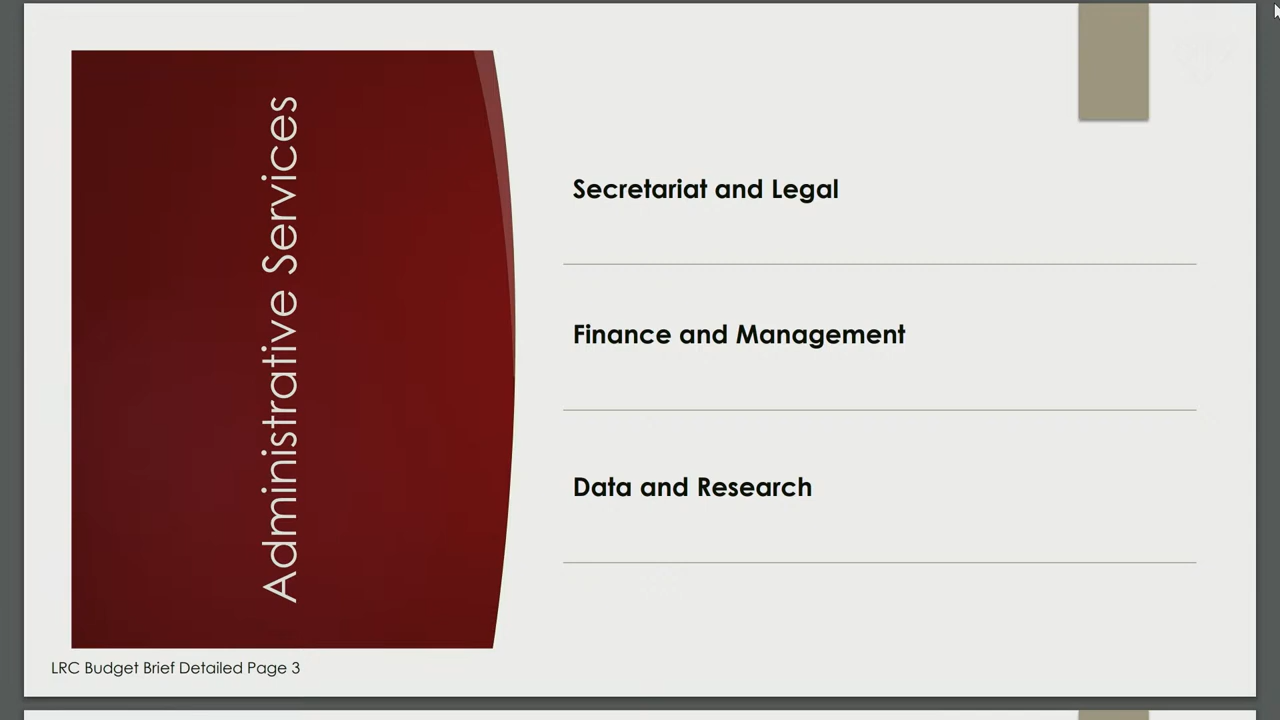 Administrative Services
Secretariat and Legal
Finance and Management
Data and Research
LRC Budget Brief Detailed Page 3